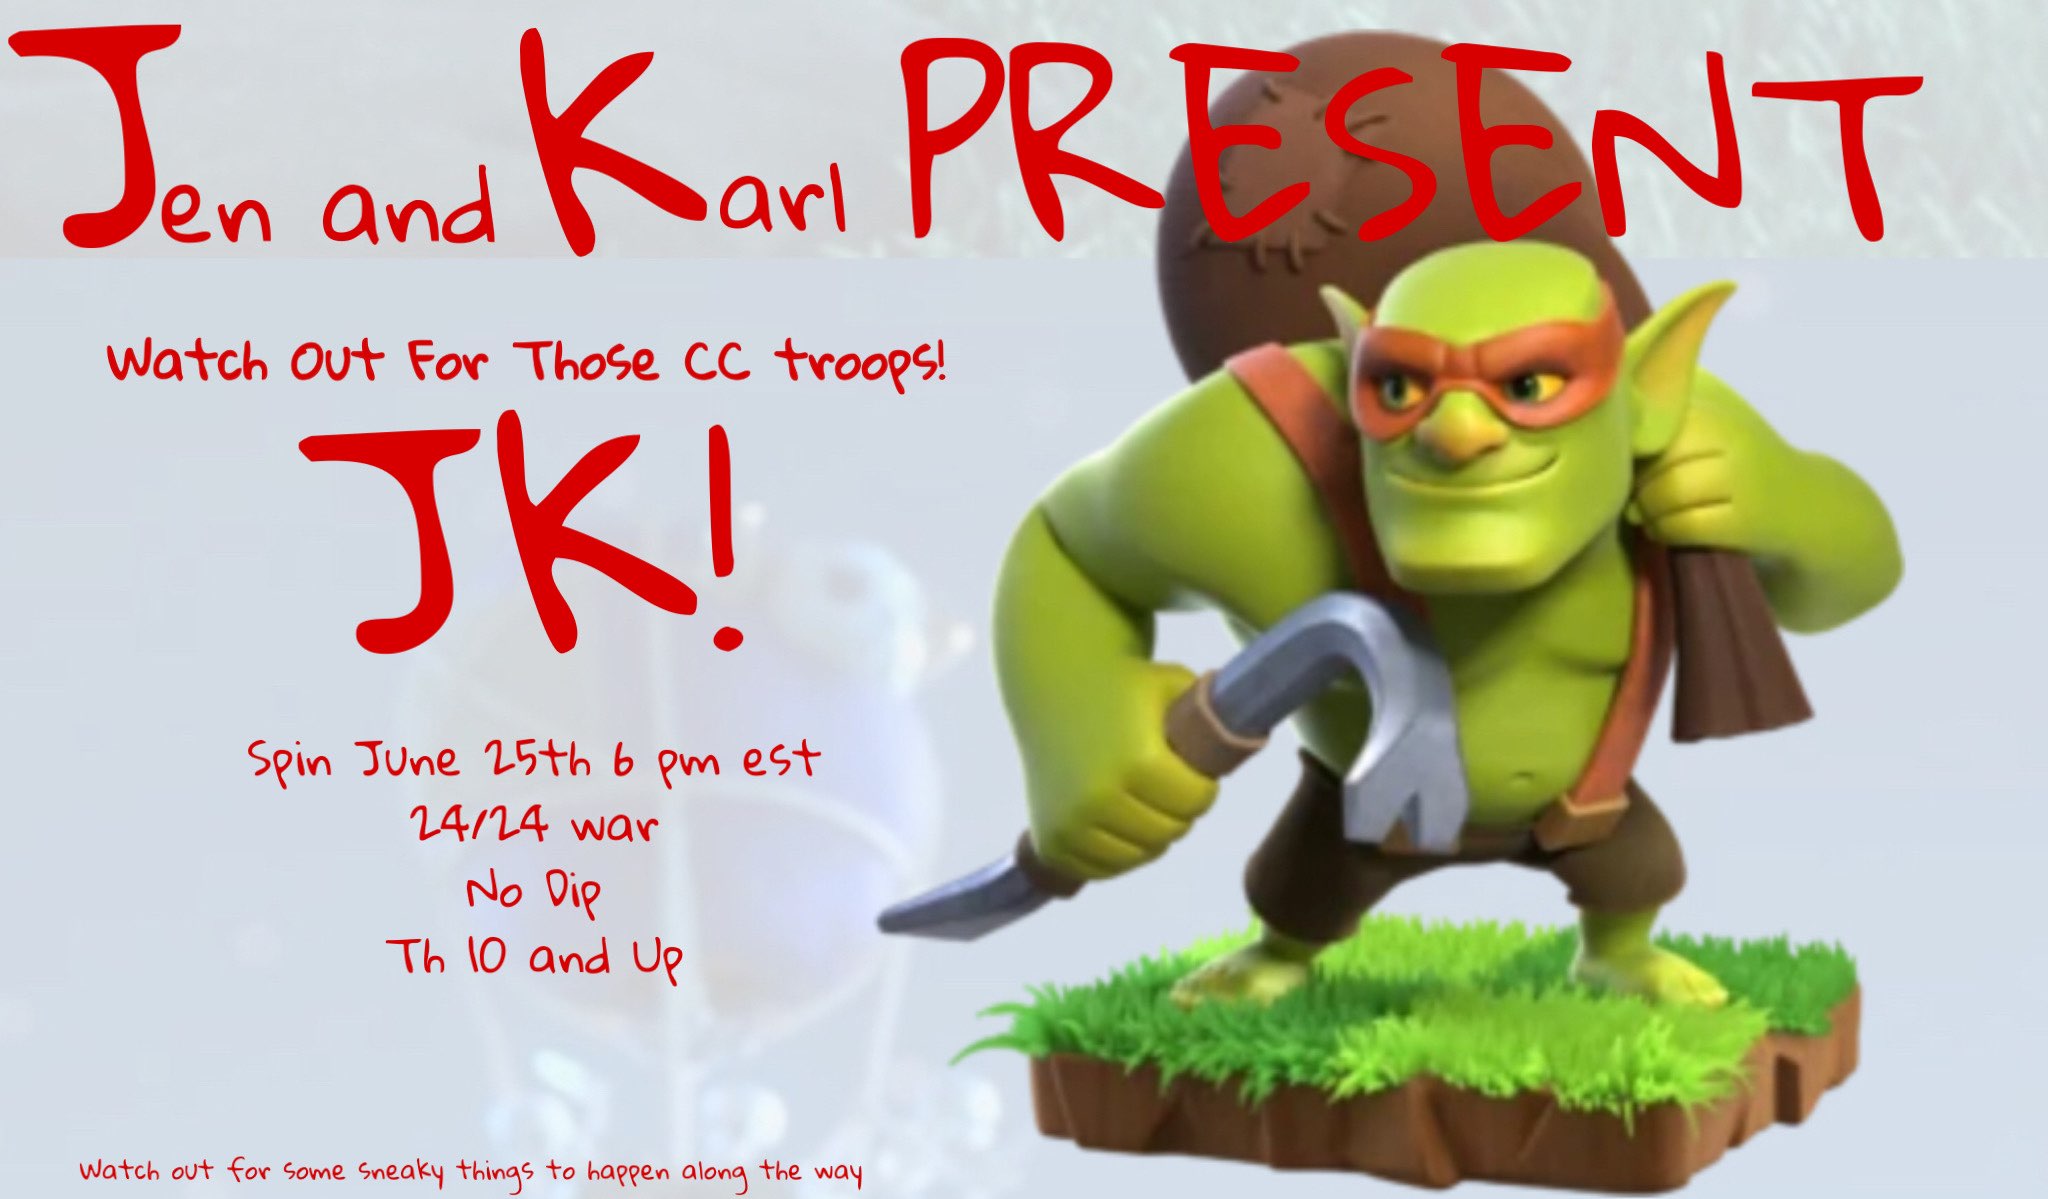 Jen and Karl PRESENT
Watch Out For Those CC troops!
JK!
Spin June 25th 6 pm est
24/24 war
No Dip
Th 10 and Up
Watch out for some sneaky things to happen along the way